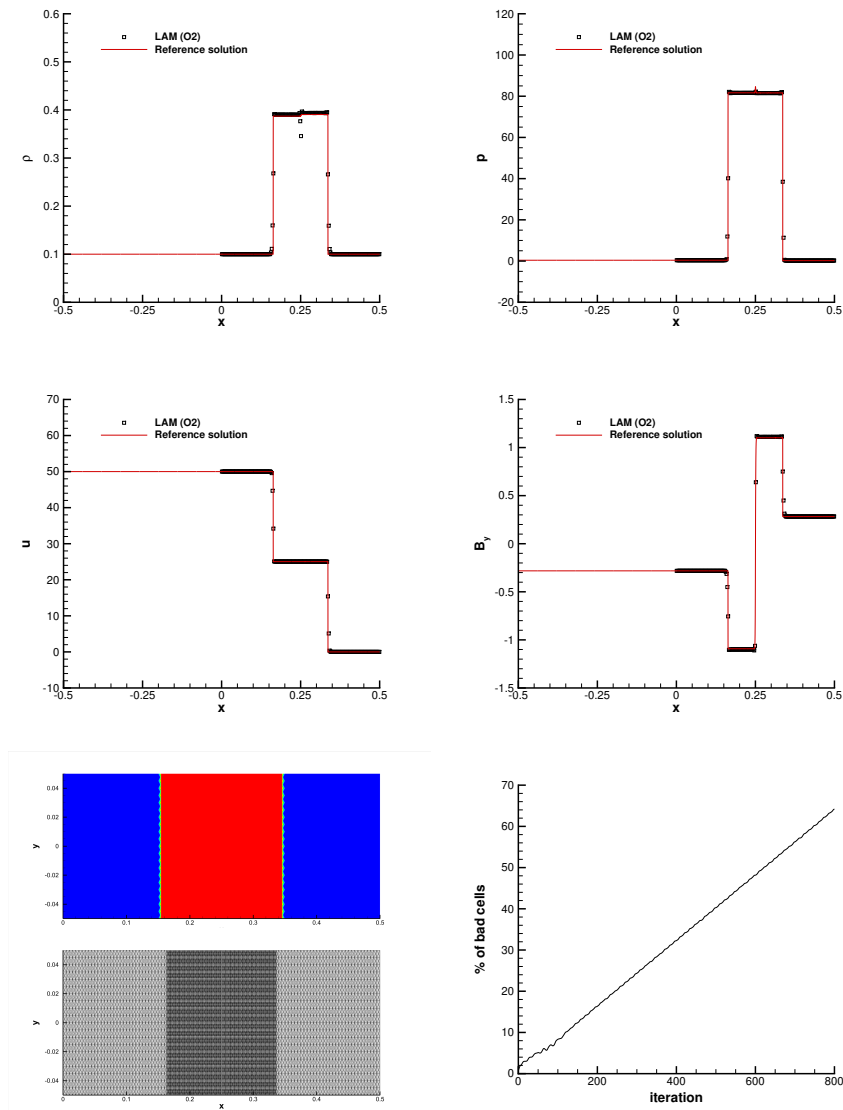 0.6
0.5
0.4
0.3
0.2
0.1
0
ρ
LAM (O2)
Reference solution
-0.5 -0.25 0 0.25 0.5
x
120
100
80
60
40
20
0
-20
p
LAM (O2)
Reference solution
-0.5 -0.25 0 0.25 0.5
x
70
60
50
40
30
20
10
0
-10
u
LAM (O2)
Reference solution
-0.5 -0.25 0 0.25 0.5
x
1.5
1
0.5
0
-0.5
-1
-1.5
By
LAM (O2)
Reference solution
-0.5 -0.25 0 0.25 0.5
x
0.04
0.02
0
-0.02
-0.04
y
0 0.1 0.2 0.3 0.4 0.5
0.04
0.02
0
-0.02
-0.04
y
0 0.1 0.2 0.3 0.4 0.5
x
70
60
50
40
30
20
10
0
% of bad cells
0 200 400 600 800
iteration